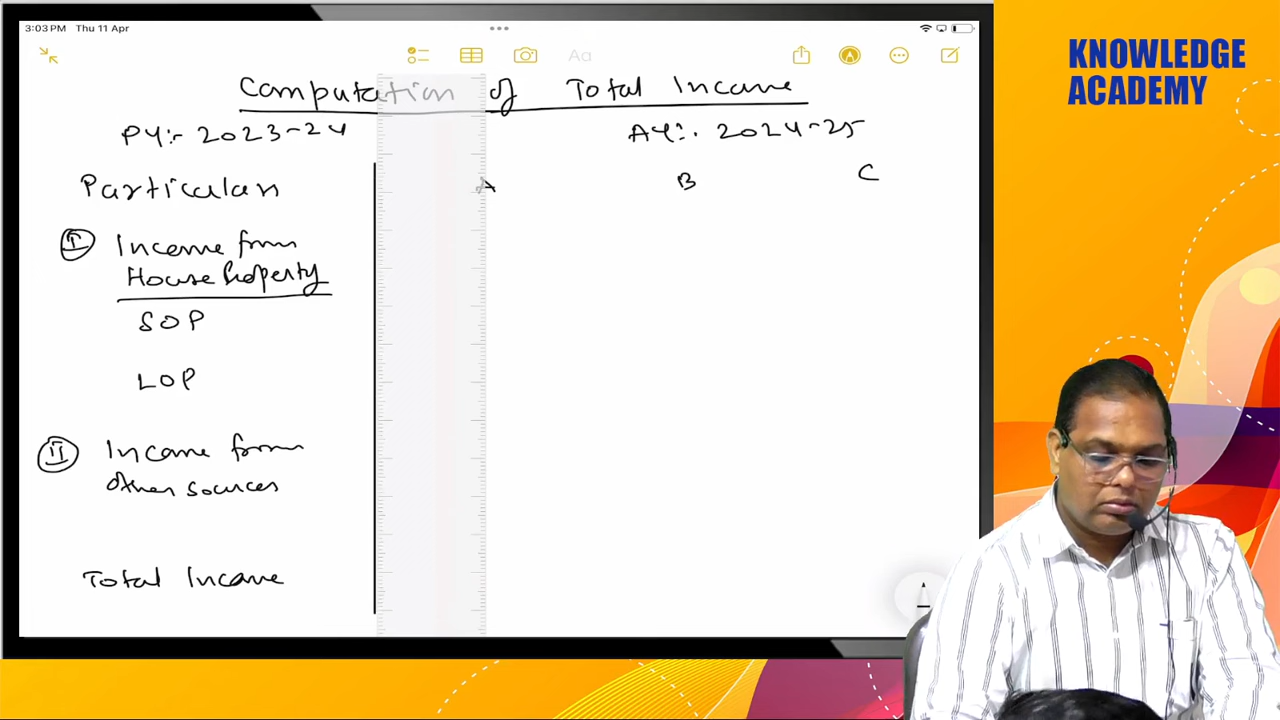 3:03 PM Thu 11 Apr
Aa
KNOWLEDGE
ACADEMY
Computation of Total Income
PY:- 2023-24 AY:- 2024-25
Particulars A B C
I Income from
House Property
SOP
LOP
II Income from
other sources
Total Income